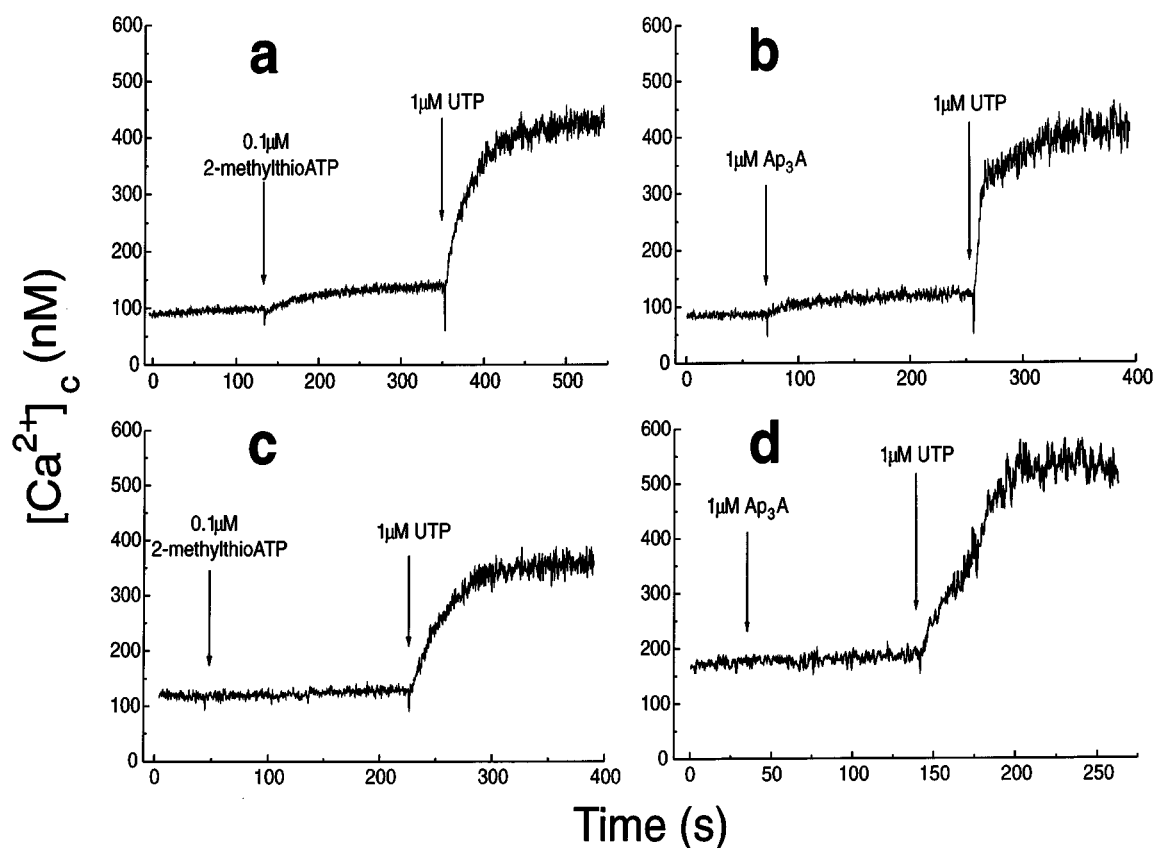 a
600
500
400
300
200
100
0
0.1µM
2-methylthioATP
1µM UTP
0 100 200 300 400 500
b
600
500
400
300
200
100
0
1µM Ap₃A
1µM UTP
0 100 200 300 400
[Ca²⁺]c (nM)
c
600
500
400
300
200
100
0
0.1µM
2-methylthioATP
1µM UTP
0 100 200 300 400
d
600
500
400
300
200
100
0
1µM Ap₃A
1µM UTP
0 50 100 150 200 250
Time (s)